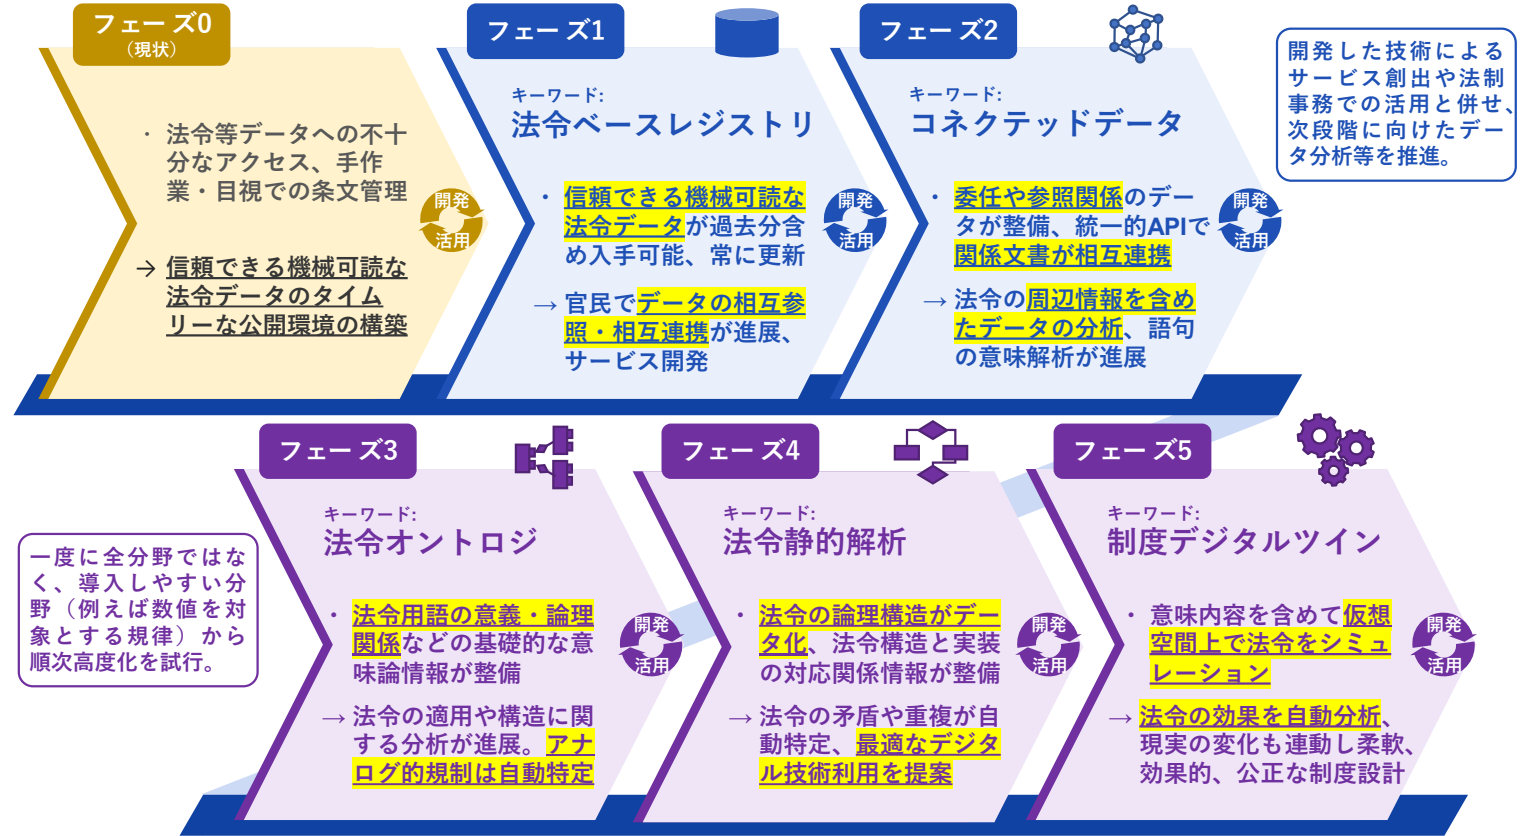 フェーズ0
（現状）
・ 法令等データへの不十
分なアクセス、手作
業・目視での条文管理
→ 信頼できる機械可読な
法令データのタイム
リーな公開環境の構築
開発
活用
フェーズ1
キーワード:
法令ベースレジストリ
・ 信頼できる機械可読な
法令データが過去分含
め入手可能、常に更新
→ 官民でデータの相互参
照・相互連携が進展、
サービス開発
開発
活用
フェーズ2
キーワード:
コネクテッドデータ
・ 委任や参照関係のデー
タが整備、統一的APIで
関係文書が相互連携
→ 法令の周辺情報を含め
たデータの分析、語句
の意味解析が進展
開発
活用
開発した技術による
サービス創出や法制
事務での活用と併せ、
次段階に向けたデー
タ分析等を推進。
一度に全分野ではな
く、導入しやすい分
野（例えば数値を対
象とする規律）から
順次高度化を試行。
フェーズ3
キーワード:
法令オントロジ
・ 法令用語の意義・論理
関係などの基礎的な意
味論情報が整備
→ 法令の適用や構造に関
する分析が進展。アナ
ログ的規制は自動特定
開発
活用
フェーズ4
キーワード:
法令静的解析
・ 法令の論理構造がデー
タ化、法令構造と実装
の対応関係情報が整備
→ 法令の矛盾や重複が自
動特定、最適なデジタ
ル技術利用を提案
開発
活用
フェーズ5
キーワード:
制度デジタルツイン
・ 意味内容を含めて仮想
空間上で法令をシミュ
レーション
→ 法令の効果を自動分析、
現実の変化も連動し柔軟、
効果的、公正な制度設計
開発
活用